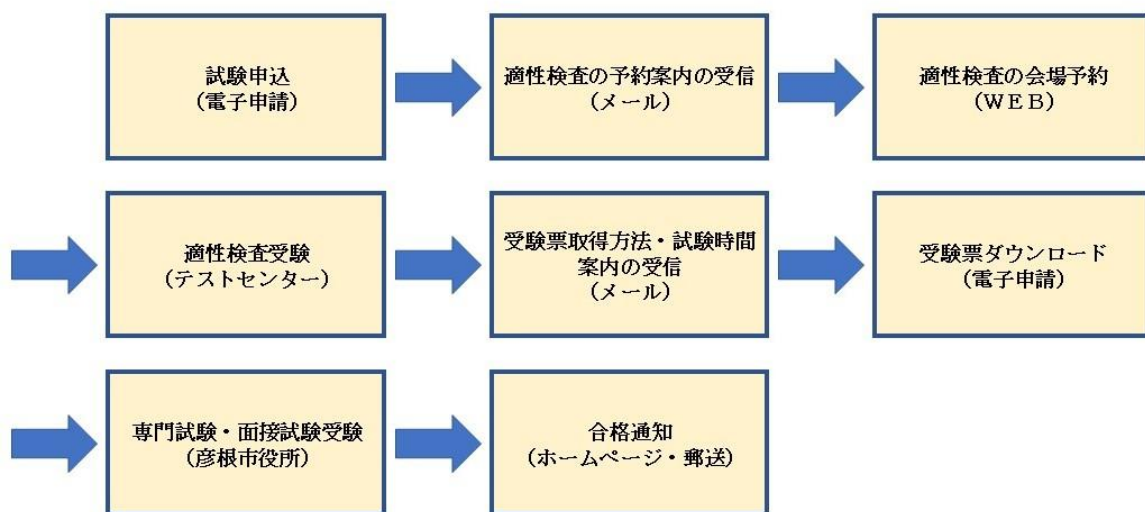 試験申込
(電子申請)
適性検査の予約案内の受信
(メール)
適性検査の会場予約
(WEB)
適性検査受験
(テストセンター)
受験票取得方法・試験時間
案内の受信
(メール)
受験票ダウンロード
(電子申請)
専門試験・面接試験受験
(彦根市役所)
合格通知
(ホームページ・郵送)